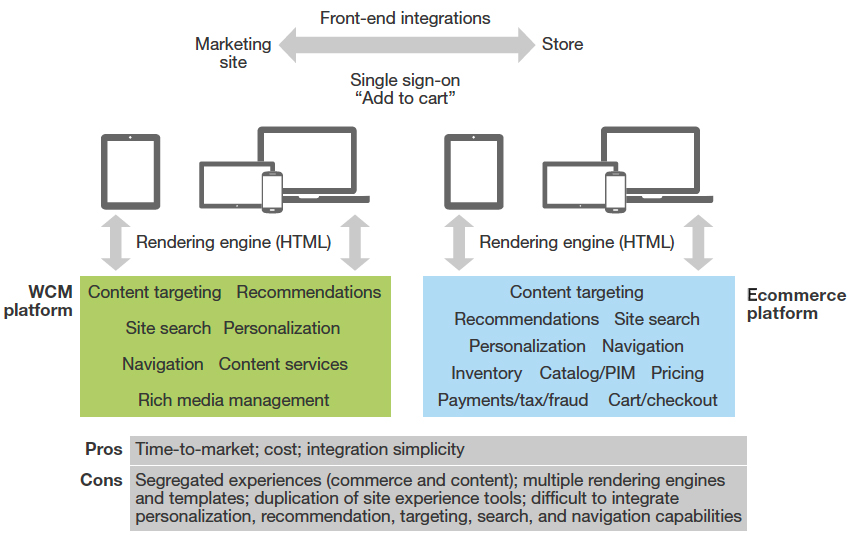 Front-end integrations
Marketing
site
Store
Single sign-on
“Add to cart”
Rendering engine (HTML)
Rendering engine (HTML)
WCM
platform
Content targeting Recommendations
Site search Personalization
Navigation Content services
Rich media management
Content targeting
Recommendations Site search
Personalization Navigation
Inventory Catalog/PIM Pricing
Payments/tax/fraud Cart/checkout
Ecommerce
platform
Pros Time-to-market; cost; integration simplicity
Cons Segregated experiences (commerce and content); multiple rendering engines
and templates; duplication of site experience tools; difficult to integrate
personalization, recommendation, targeting, search, and navigation capabilities